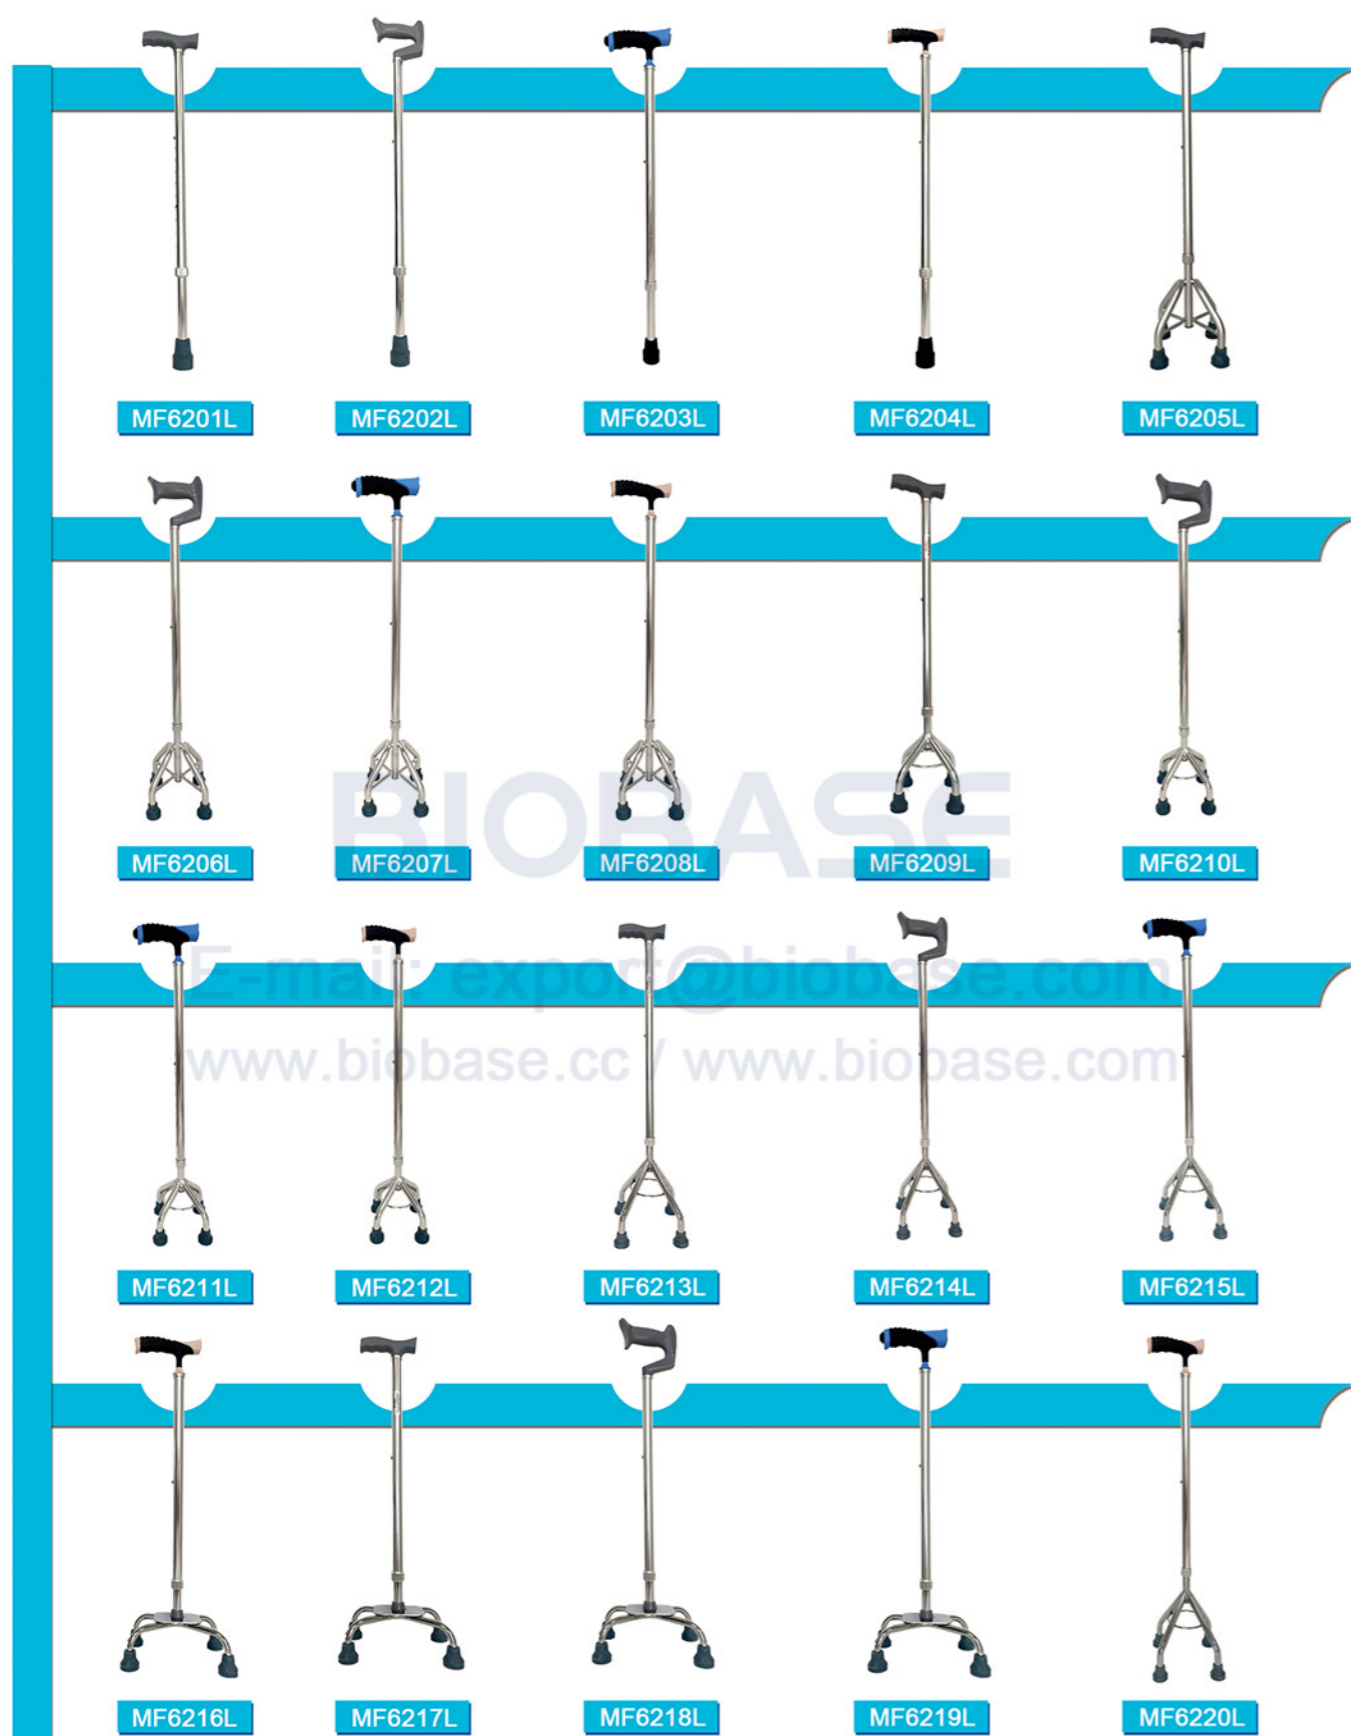 MF6201L
MF6202L
MF6203L
MF6204L
MF6205L
MF6206L
MF6207L
MF6208L
MF6209L
MF6210L
BIOBASE
E-mail: export@biobase.com
www.biobase.cc / www.biobase.com
MF6211L
MF6212L
MF6213L
MF6214L
MF6215L
MF6216L
MF6217L
MF6218L
MF6219L
MF6220L